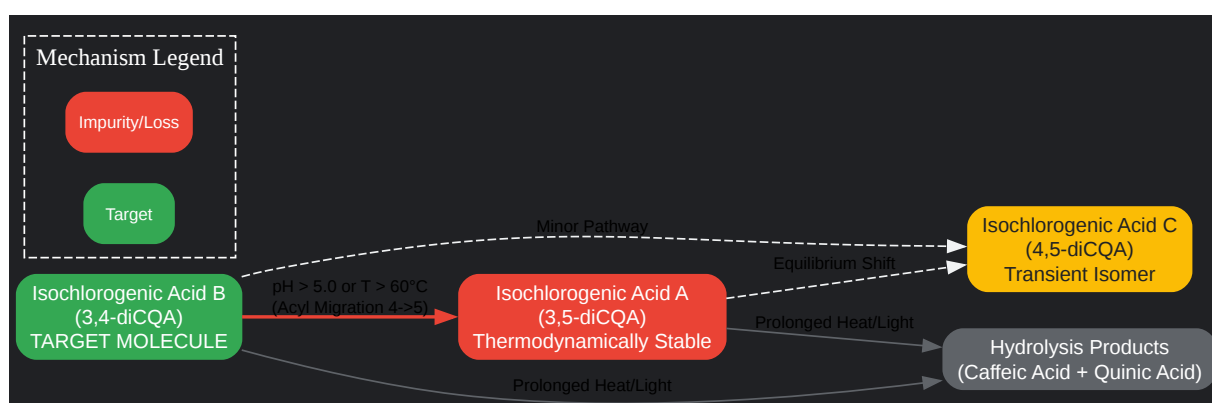 Mechanism Legend
Impurity/Loss
Target
Minor Pathway
Isochlorogenic Acid C
(4,5-diCQA)
Transient Isomer
Equilibrium Shift
Isochlorogenic Acid B
(3,4-diCQA)
TARGET MOLECULE
pH > 5.0 or T > 60°C
(Acyl Migration 4->5)
Isochlorogenic Acid A
(3,5-diCQA)
Thermodynamically Stable
Prolonged Heat/Light
Hydrolysis Products
(Caffeic Acid + Quinic Acid)
Prolonged Heat/Light